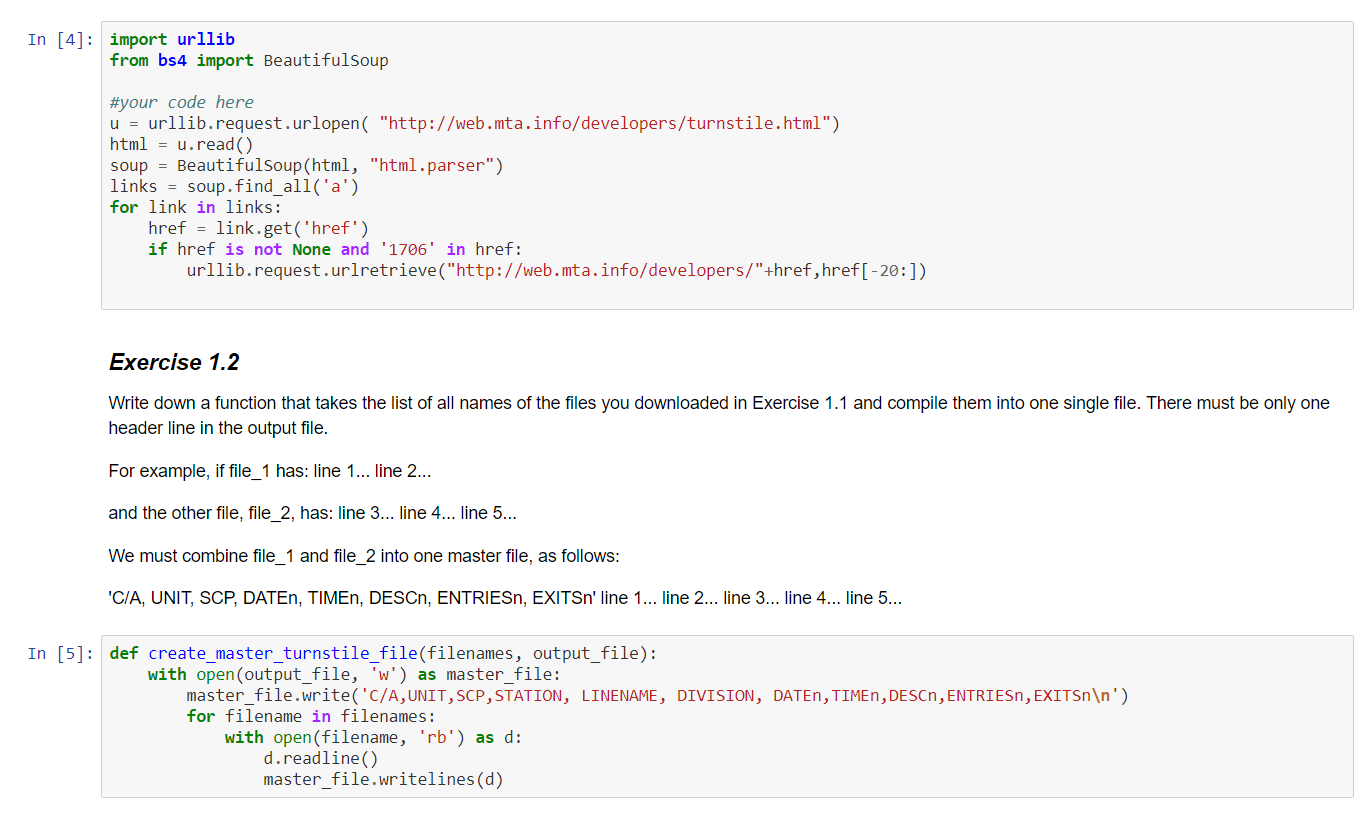 In [4]: import urllib
from bs4 import BeautifulSoup
#your code here
u = urllib.request.urlopen( "http://web.mta.info/developers/turnstile.html")
html = u.read()
soup = BeautifulSoup(html, "html.parser")
links = soup.find_all('a')
for link in links:
    href = link.get('href')
    if href is not None and '1706' in href:
        urllib.request.urlretrieve("http://web.mta.info/developers/"+href,href[-20:])
Exercise 1.2
Write down a function that takes the list of all names of the files you downloaded in Exercise 1.1 and compile them into one single file. There must be only one
header line in the output file.
For example, if file_1 has: line 1... line 2...
and the other file, file_2, has: line 3... line 4... line 5...
We must combine file_1 and file_2 into one master file, as follows:
'C/A, UNIT, SCP, DATEn, TIMEn, DESCn, ENTRIESn, EXITSn' line 1... line 2... line 3... line 4... line 5...
In [5]: def create_master_turnstile_file(filenames, output_file):
    with open(output_file, 'w') as master_file:
        master_file.write('C/A,UNIT,SCP,STATION, LINENAME, DIVISION, DATEn,TIMEn,DESCn,ENTRIESn,EXITSn\n')
        for filename in filenames:
            with open(filename, 'rb') as d:
                d.readline()
                master_file.writelines(d)